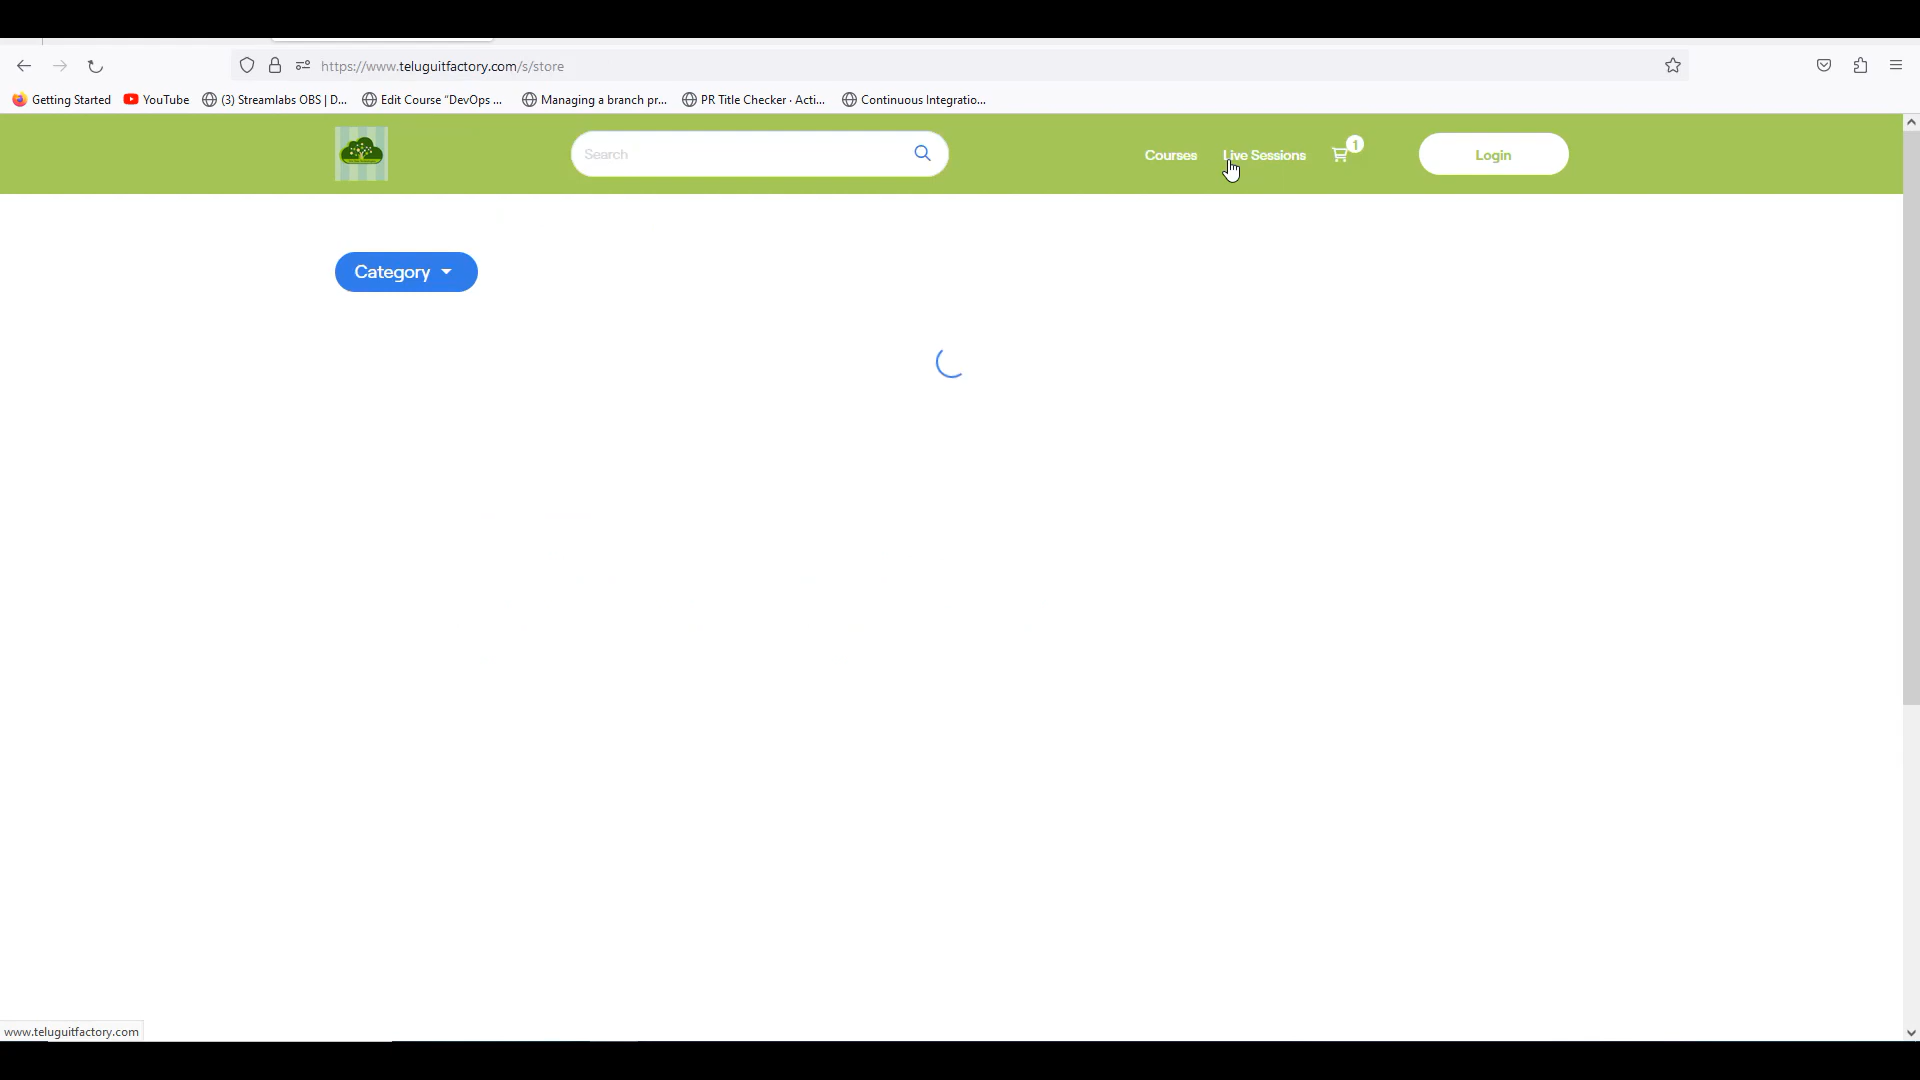 https://www.teluguitfactory.com/s/store
Getting Started YouTube (3) Streamlabs OBS | D... Edit Course "DevOps ... Managing a branch pr... PR Title Checker · Acti... Continuous Integratio...
Search Courses Live Sessions 1 Login
Category
www.teluguitfactory.com